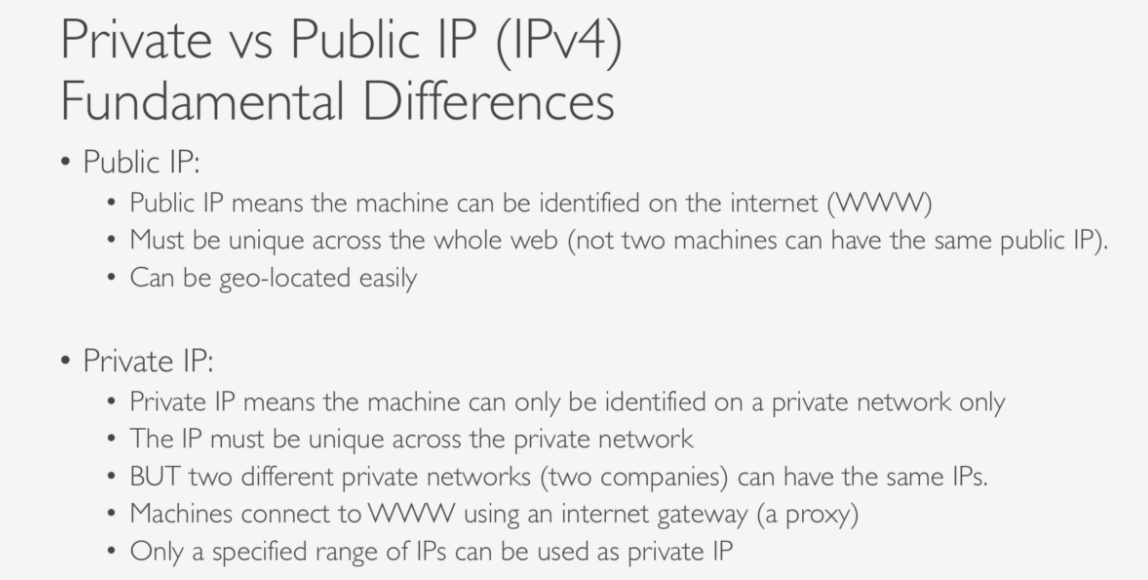 Private vs Public IP (IPv4)
Fundamental Differences
• Public IP:
• Public IP means the machine can be identified on the internet (WWW)
• Must be unique across the whole web (not two machines can have the same public IP).
• Can be geo-located easily
• Private IP:
• Private IP means the machine can only be identified on a private network only
• The IP must be unique across the private network
• BUT two different private networks (two companies) can have the same IPs.
• Machines connect to WWW using an internet gateway (a proxy)
• Only a specified range of IPs can be used as private IP